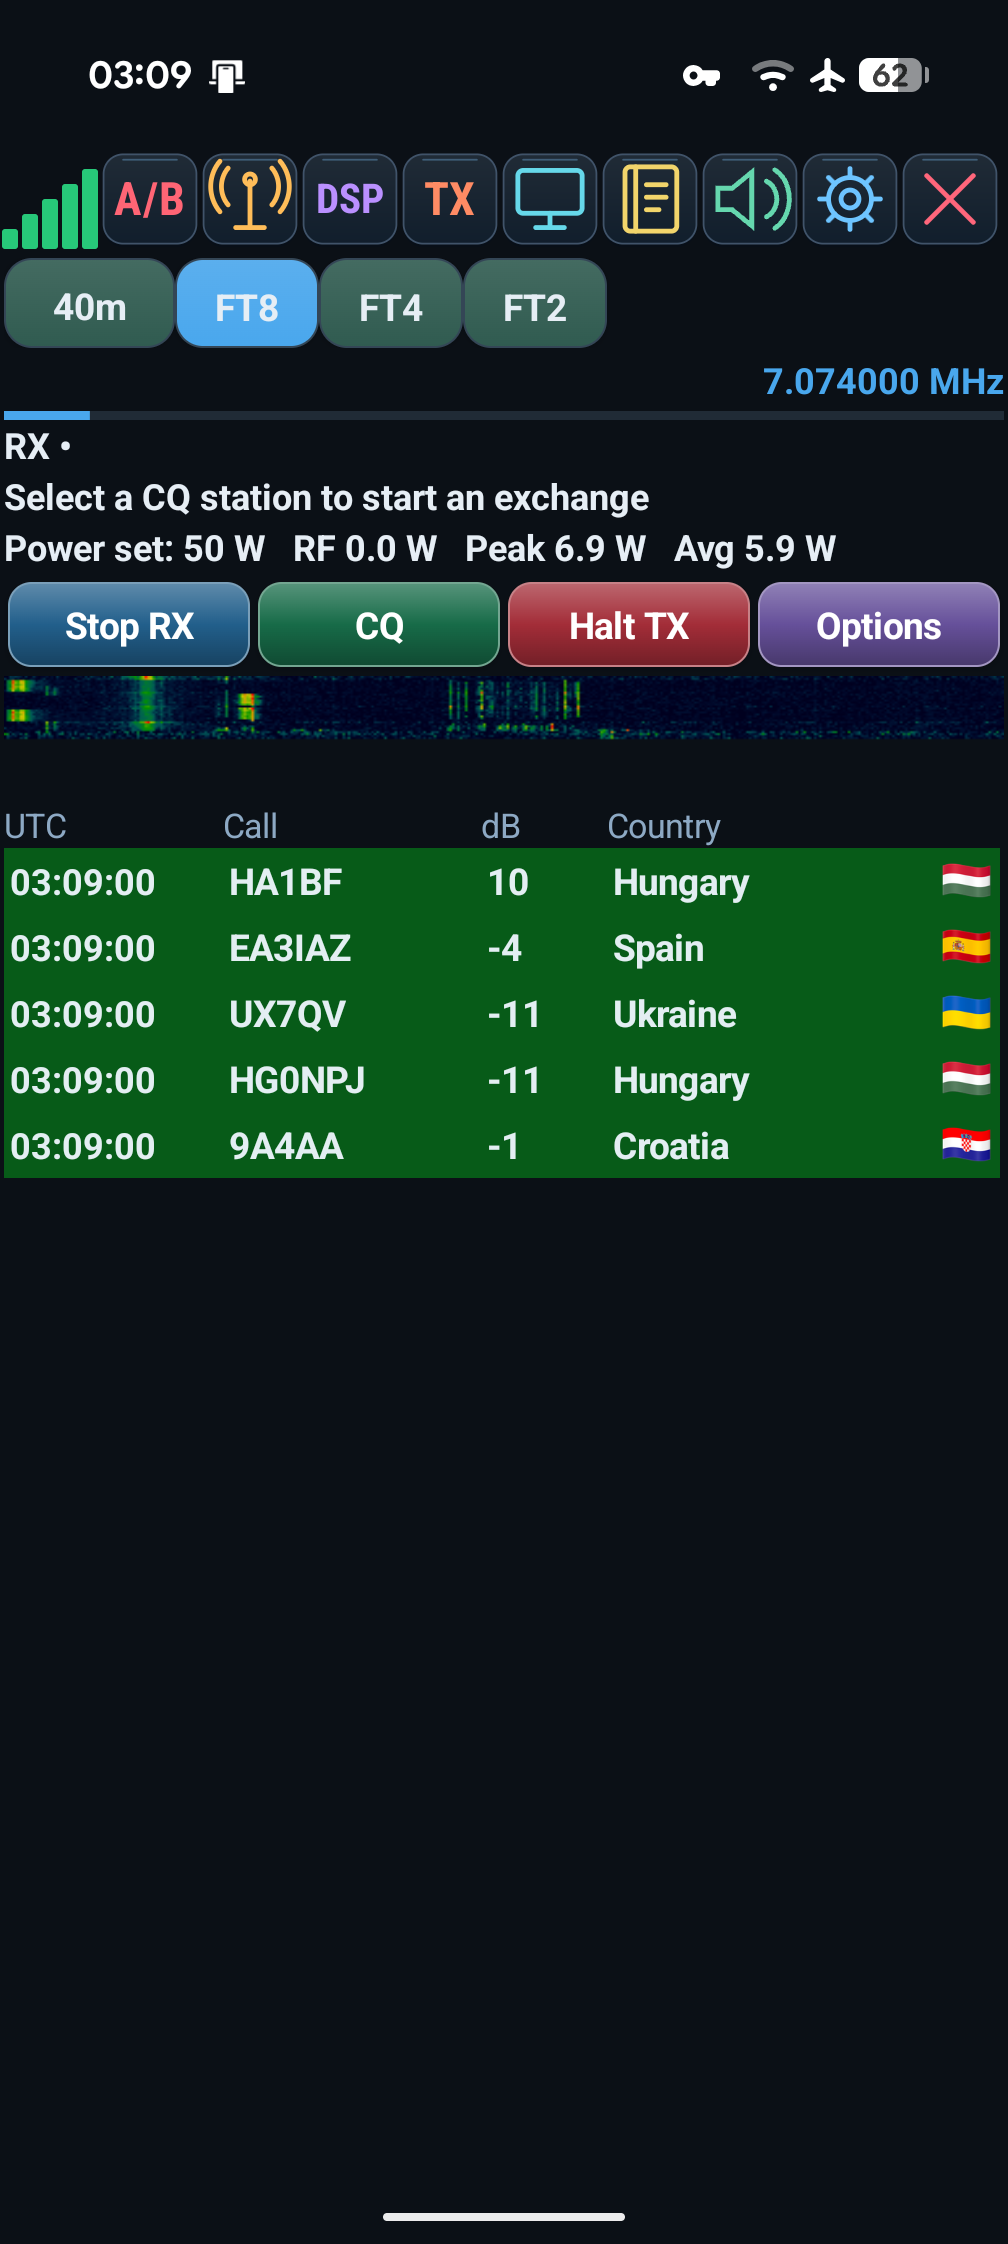 03:09 62
A/B DSP TX
40m FT8 FT4 FT2
7.074000 MHz
RX •
Select a CQ station to start an exchange
Power set: 50 W RF 0.0 W Peak 6.9 W Avg 5.9 W
Stop RX CQ Halt TX Options
UTC Call dB Country
03:09:00 HA1BF 10 Hungary
03:09:00 EA3IAZ -4 Spain
03:09:00 UX7QV -11 Ukraine
03:09:00 HG0NPJ -11 Hungary
03:09:00 9A4AA -1 Croatia